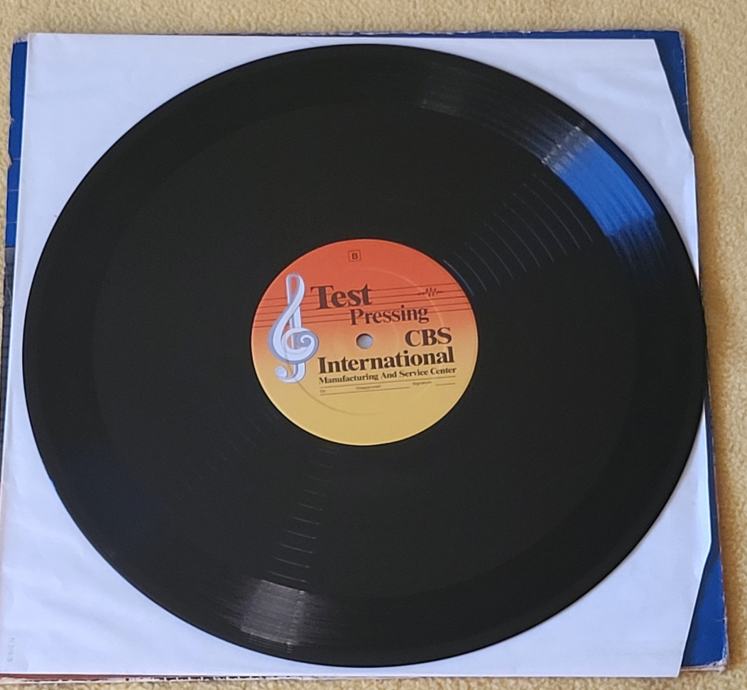 B
Test
Pressing
CBS
International
Manufacturing And Service Center